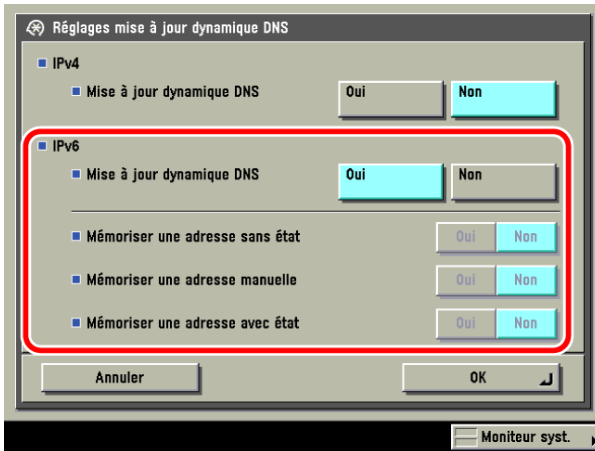 Réglages mise à jour dynamique DNS
IPv4
Mise à jour dynamique DNS Oui Non
IPv6
Mise à jour dynamique DNS Oui Non
Mémoriser une adresse sans état Oui Non
Mémoriser une adresse manuelle Oui Non
Mémoriser une adresse avec état Oui Non
Annuler OK
Moniteur syst.